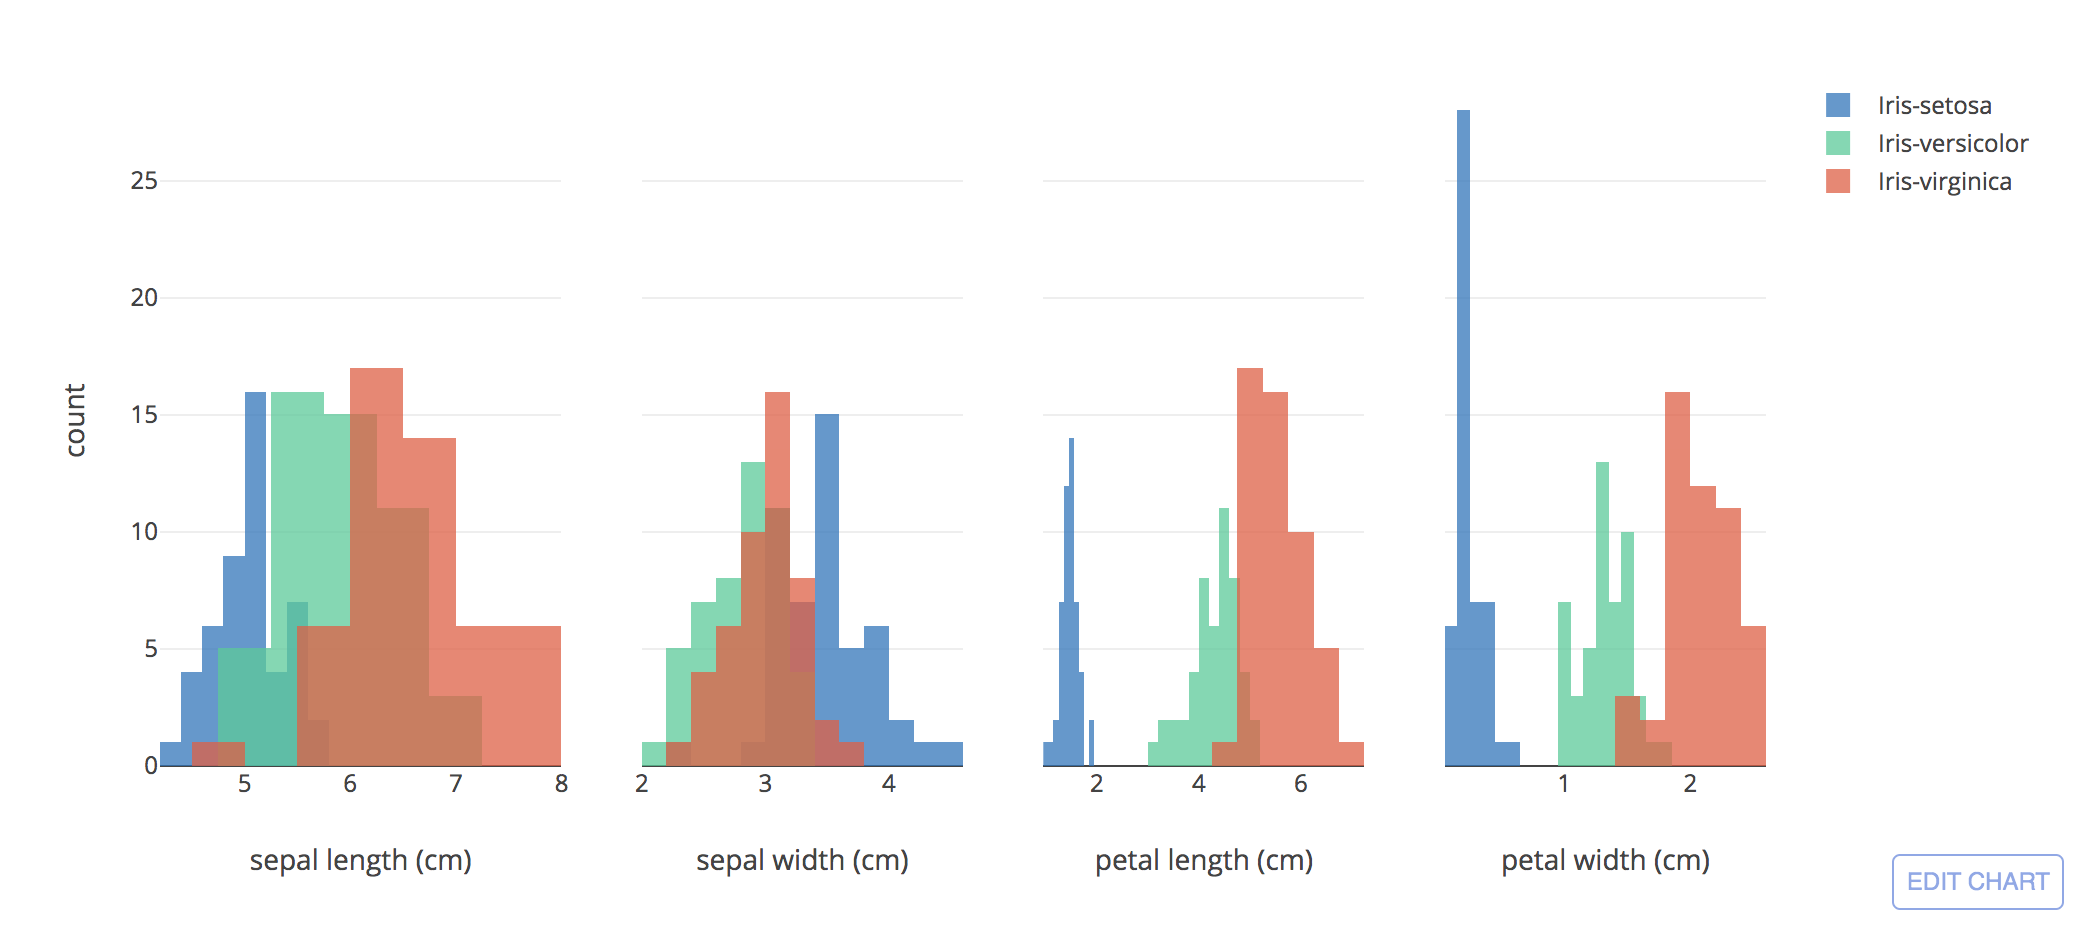 Iris-setosa
Iris-versicolor
Iris-virginica
25
20
15
10
5
0
count
5 6 7 8
2 3 4
2 4 6
1 2
sepal length (cm)
sepal width (cm)
petal length (cm)
petal width (cm)
EDIT CHART